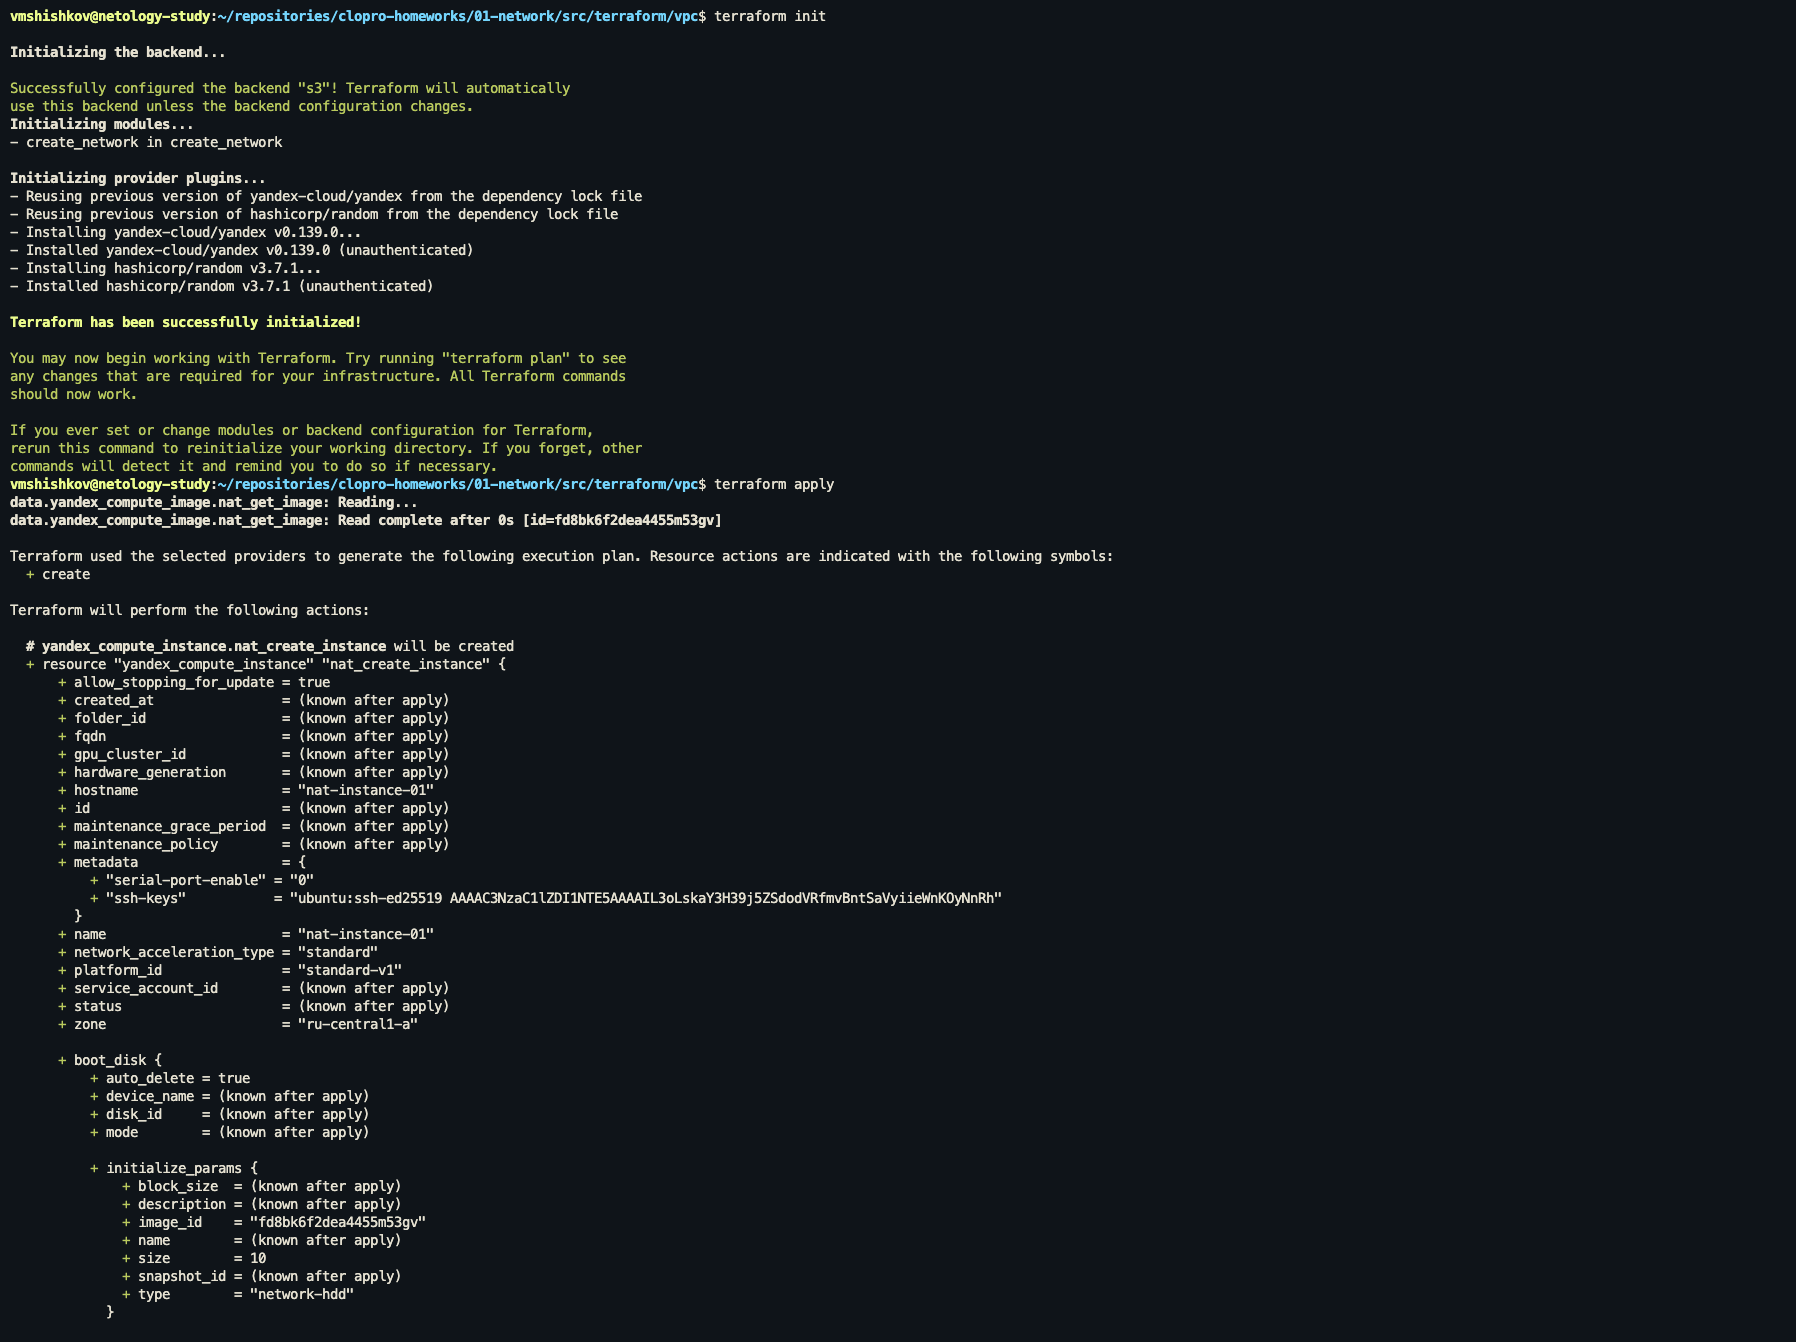 vmshishkov@netology-study:~/repositories/clopro-homeworks/01-network/src/terraform/vpc$ terraform init
Initializing the backend...
Successfully configured the backend "s3"! Terraform will automatically
use this backend unless the backend configuration changes.
Initializing modules...
- create_network in create_network
Initializing provider plugins...
- Reusing previous version of yandex-cloud/yandex from the dependency lock file
- Reusing previous version of hashicorp/random from the dependency lock file
- Installing yandex-cloud/yandex v0.139.0...
- Installed yandex-cloud/yandex v0.139.0 (unauthenticated)
- Installing hashicorp/random v3.7.1...
- Installed hashicorp/random v3.7.1 (unauthenticated)
Terraform has been successfully initialized!
You may now begin working with Terraform. Try running "terraform plan" to see
any changes that are required for your infrastructure. All Terraform commands
should now work.
If you ever set or change modules or backend configuration for Terraform,
rerun this command to reinitialize your working directory. If you forget, other
commands will detect it and remind you to do so if necessary.
vmshishkov@netology-study:~/repositories/clopro-homeworks/01-network/src/terraform/vpc$ terraform apply
data.yandex_compute_image.nat_get_image: Reading...
data.yandex_compute_image.nat_get_image: Read complete after 0s [id=fd8bk6f2dea4455m53gv]
Terraform used the selected providers to generate the following execution plan. Resource actions are indicated with the following symbols:
  + create
Terraform will perform the following actions:
  # yandex_compute_instance.nat_create_instance will be created
  + resource "yandex_compute_instance" "nat_create_instance" {
      + allow_stopping_for_update = true
      + created_at                = (known after apply)
      + folder_id                 = (known after apply)
      + fqdn                      = (known after apply)
      + gpu_cluster_id            = (known after apply)
      + hardware_generation       = (known after apply)
      + hostname                  = "nat-instance-01"
      + id                        = (known after apply)
      + maintenance_grace_period  = (known after apply)
      + maintenance_policy        = (known after apply)
      + metadata                  = {
          + "serial-port-enable" = "0"
          + "ssh-keys"           = "ubuntu:ssh-ed25519 AAAAC3NzaC1lZDI1NTE5AAAAIL3oLskaY3H39j5ZSdodVRfmvBntSaVyiieWnKOyNnRh"
        }
      + name                      = "nat-instance-01"
      + network_acceleration_type = "standard"
      + platform_id               = "standard-v1"
      + service_account_id        = (known after apply)
      + status                    = (known after apply)
      + zone                      = "ru-central1-a"
      + boot_disk {
          + auto_delete = true
          + device_name = (known after apply)
          + disk_id     = (known after apply)
          + mode        = (known after apply)
          + initialize_params {
              + block_size  = (known after apply)
              + description = (known after apply)
              + image_id    = "fd8bk6f2dea4455m53gv"
              + name        = (known after apply)
              + size        = 10
              + snapshot_id = (known after apply)
              + type        = "network-hdd"
            }